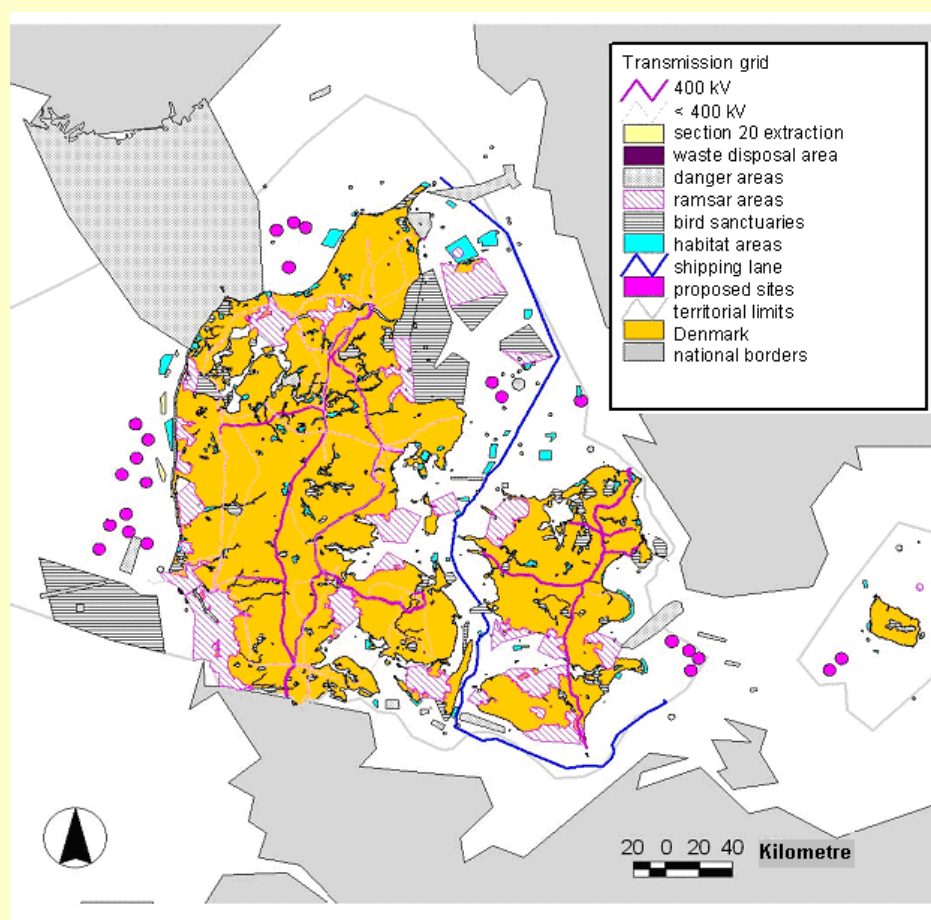 Transmission grid
400 kV
< 400 kV
section 20 extraction
waste disposal area
danger areas
ramsar areas
bird sanctuaries
habitat areas
shipping lane
proposed sites
territorial limits
Denmark
national borders
20 0 20 40 Kilometre